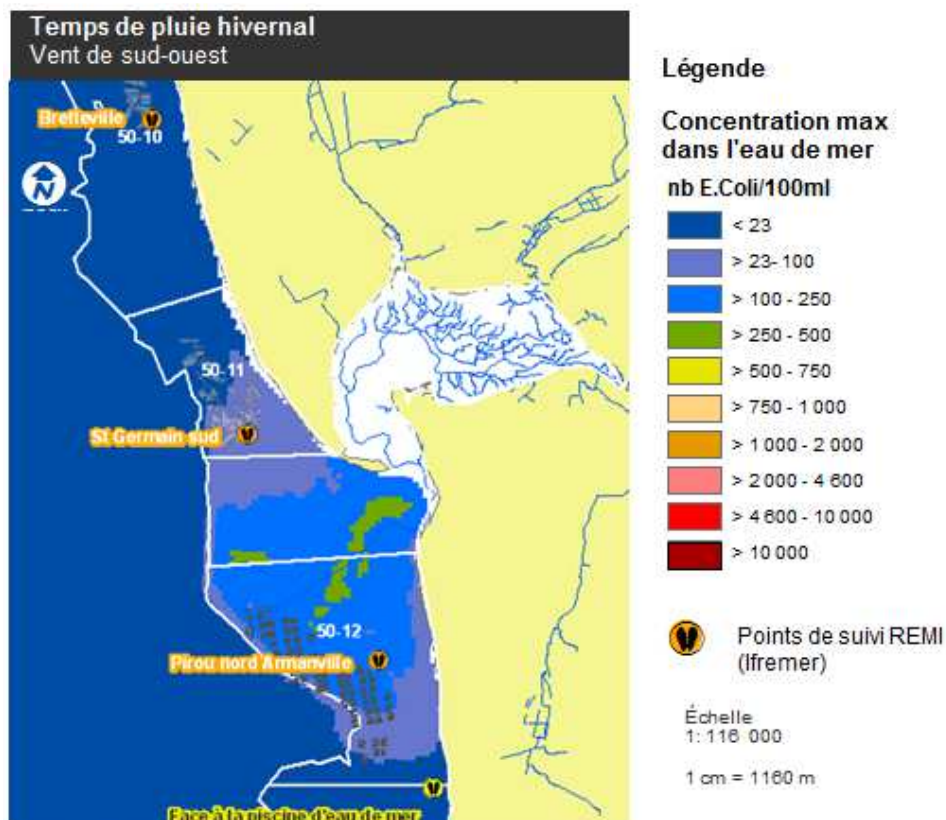 Temps de pluie hivernal
Vent de sud-ouest
Bretteville
50-10
N
50-11
St Germain sud
50-12
Pirou nord Armanville
Face à la piscine d'eau de mer
Légende
Concentration max
dans l'eau de mer
nb E.Coli/100ml
< 23
> 23- 100
> 100 - 250
> 250 - 500
> 500 - 750
> 750 - 1 000
> 1 000 - 2 000
> 2 000 - 4 600
> 4 600 - 10 000
> 10 000
Points de suivi REMI
(Ifremer)
Échelle
1: 116 000
1 cm = 1160 m